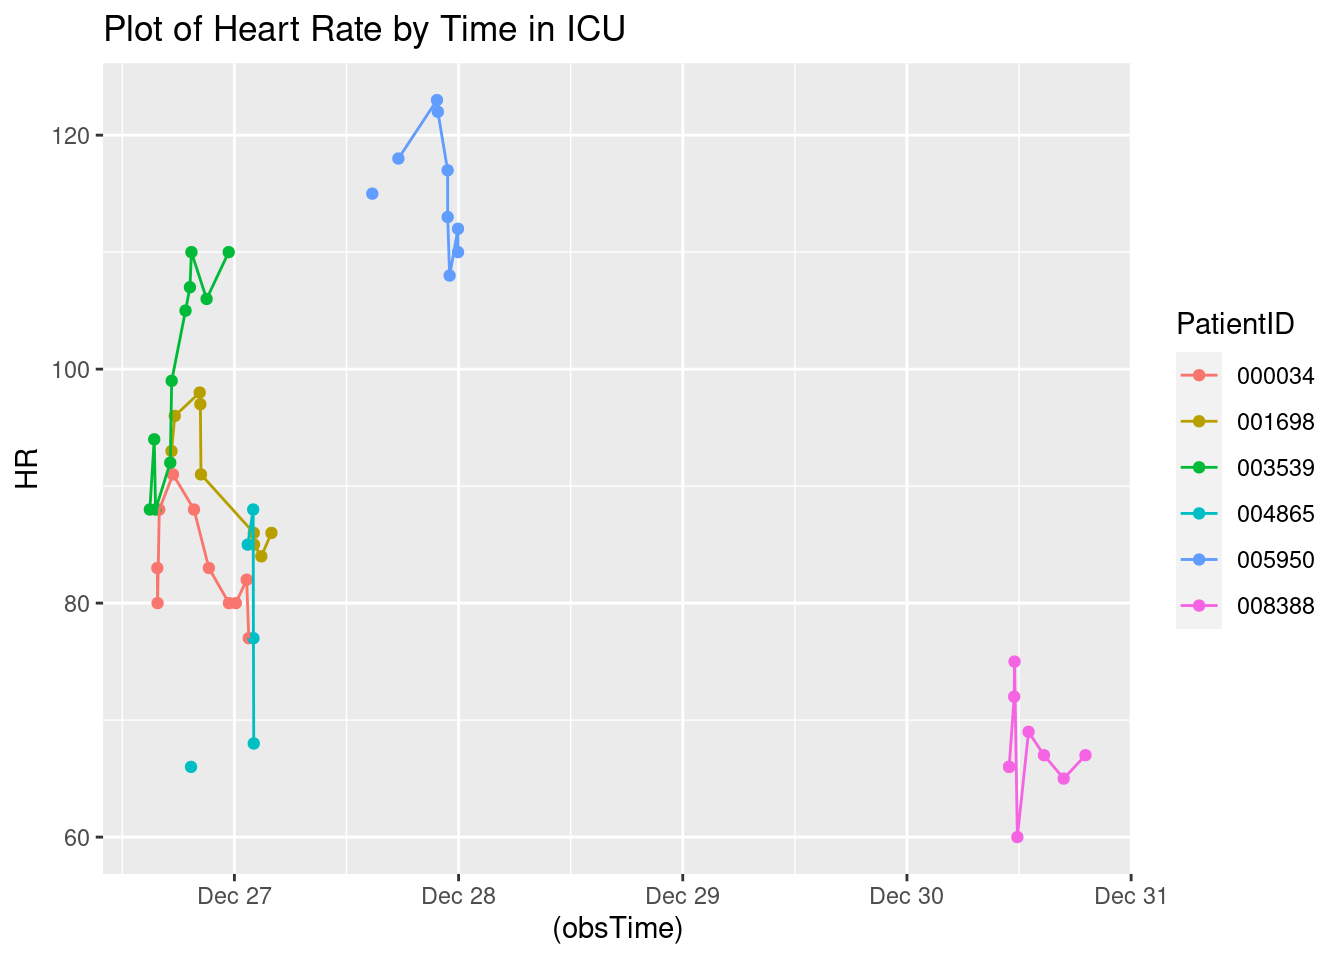 Plot of Heart Rate by Time in ICU
120
100
80
60
HR
Dec 27 Dec 28 Dec 29 Dec 30 Dec 31
(obsTime)
PatientID
000034
001698
003539
004865
005950
008388